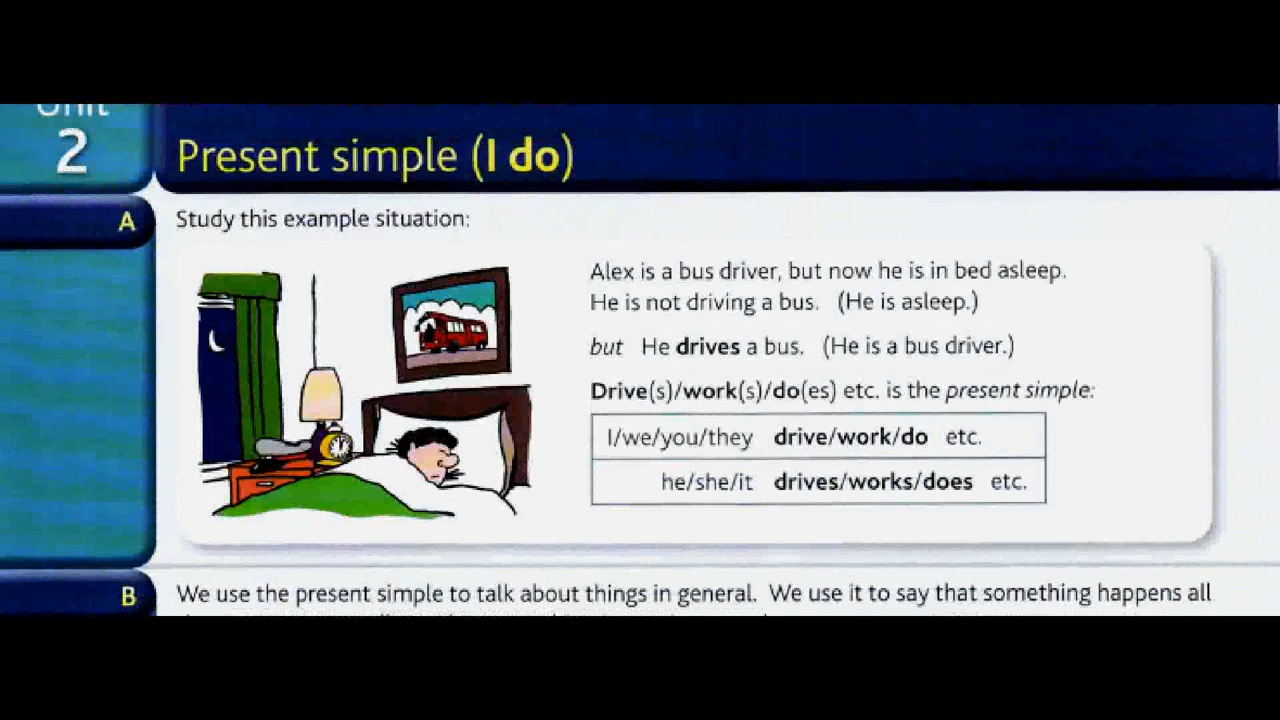 Unit
2
Present simple (I do)
A
Study this example situation:
Alex is a bus driver, but now he is in bed asleep.
He is not driving a bus. (He is asleep.)
but He drives a bus. (He is a bus driver.)
Drive(s)/work(s)/do(es) etc. is the present simple:
I/we/you/they drive/work/do etc.
he/she/it drives/works/does etc.
B
We use the present simple to talk about things in general. We use it to say that something happens all